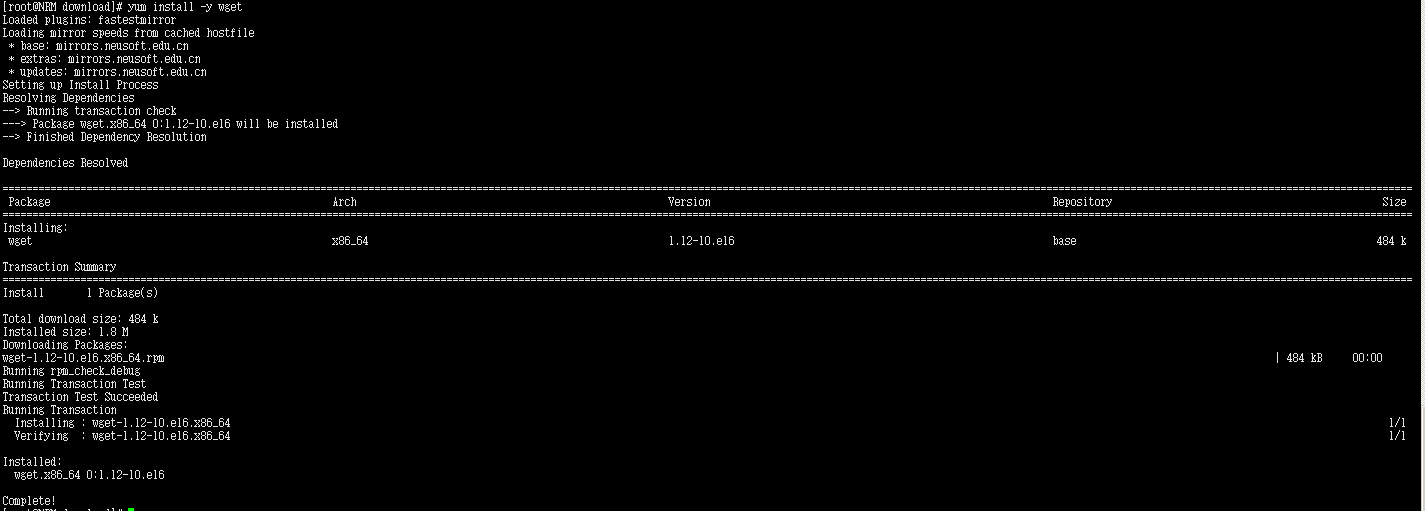 [root@NRM download]# yum install -y wget
Loaded plugins: fastestmirror
Loading mirror speeds from cached hostfile
 * base: mirrors.neusoft.edu.cn
 * extras: mirrors.neusoft.edu.cn
 * updates: mirrors.neusoft.edu.cn
Setting up Install Process
Resolving Dependencies
--> Running transaction check
---> Package wget.x86_64 0:1.12-10.el6 will be installed
--> Finished Dependency Resolution
Dependencies Resolved
Package Arch Version Repository Size
Installing:
 wget x86_64 1.12-10.el6 base 484 k
Transaction Summary
Install 1 Package(s)
Total download size: 484 k
Installed size: 1.8 M
Downloading Packages:
wget-1.12-10.el6.x86_64.rpm | 484 kB 00:00
Running rpm_check_debug
Running Transaction Test
Transaction Test Succeeded
Running Transaction
  Installing : wget-1.12-10.el6.x86_64 1/1
  Verifying : wget-1.12-10.el6.x86_64 1/1
Installed:
  wget.x86_64 0:1.12-10.el6
Complete!
[root@NRM download]#